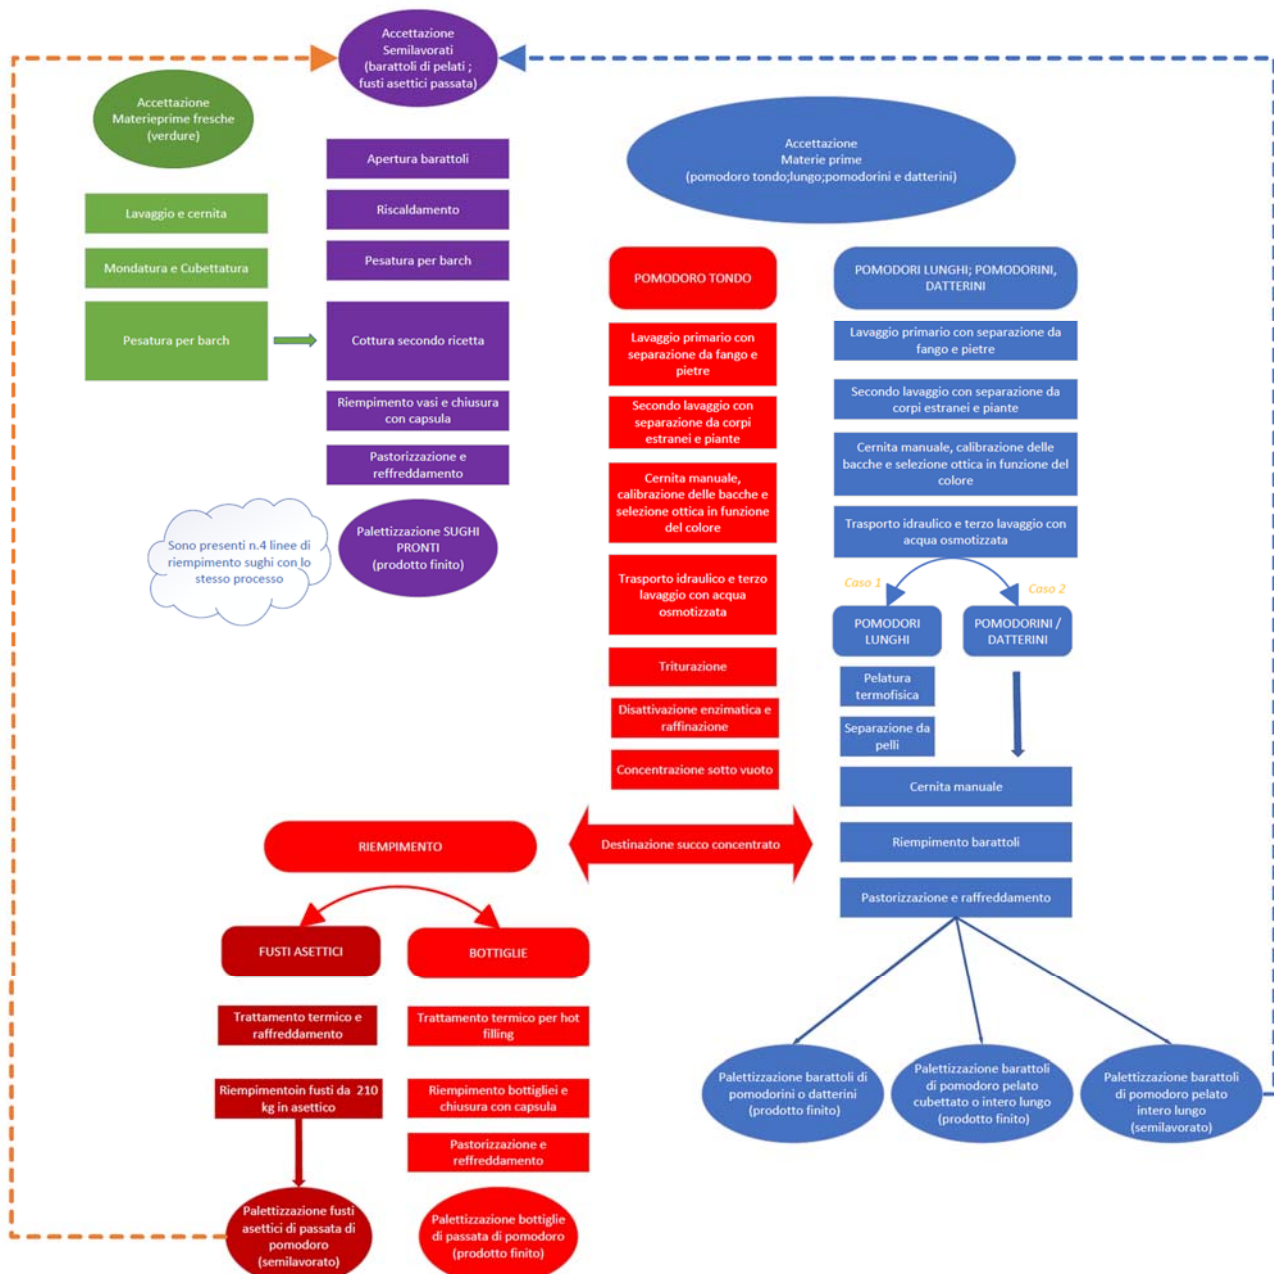 Accettazione
Semilavorati
(barattoli di pelati ;
fusti asettici passata)
Accettazione
Materieprime fresche
(verdure)
Accettazione
Materie prime
(pomodoro tondo;lungo;pomodorini e datterini)
Apertura barattoli
Lavaggio e cernita
Riscaldamento
Mondatura e Cubettatura
Pesatura per barch
POMODORO TONDO
POMODORI LUNGHI; POMODORINI,
DATTERINI
Pesatura per barch
Cottura secondo ricetta
Riempimento vasi e chiusura
con capsula
Pastorizzazione e
reffreddamento
Palettizzazione SUGHI
PRONTI
(prodotto finito)
Sono presenti n.4 linee di
riempimento sughi con lo
stesso processo
Lavaggio primario con
separazione da fango e
pietre
Secondo lavaggio con
separazione da corpi
estranei e piante
Cernita manuale,
calibrazione delle bacche e
selezione ottica in funzione
del colore
Trasporto idraulico e terzo
lavaggio con acqua
osmotizzata
Triturazione
Disattivazione enzimatica e
raffinazione
Concentrazione sotto vuoto
Lavaggio primario con separazione da
fango e pietre
Secondo lavaggio con separazione da
corpi estranei e piante
Cernita manuale, calibrazione delle
bacche e selezione ottica in funzione del
colore
Trasporto idraulico e terzo lavaggio con
acqua osmotizzata
Caso 1
Caso 2
POMODORI
LUNGHI
POMODORINI /
DATTERINI
Pelatura
termofisica
Separazione da
pelli
Cernita manuale
Riempimento barattoli
Pastorizzazione e raffreddamento
Destinazione succo concentrato
RIEMPIMENTO
FUSTI ASETTICI
BOTTIGLIE
Trattamento termico e
raffreddamento
Trattamento termico per hot
filling
Riempimentoin fusti da 210
kg in asettico
Riempimento bottigliei e
chiusura con capsula
Pastorizzazione e
reffreddamento
Palettizzazione fusti
asettici di passata di
pomodoro
(semilavorato)
Palettizzazione bottiglie
di passata di pomodoro
(prodotto finito)
Palettizzazione barattoli di
pomodorini o datterini
(prodotto finito)
Palettizzazione barattoli
di pomodoro pelato
cubettato o intero lungo
(prodotto finito)
Palettizzazione barattoli
di pomodoro pelato
intero lungo
(semilavorato)